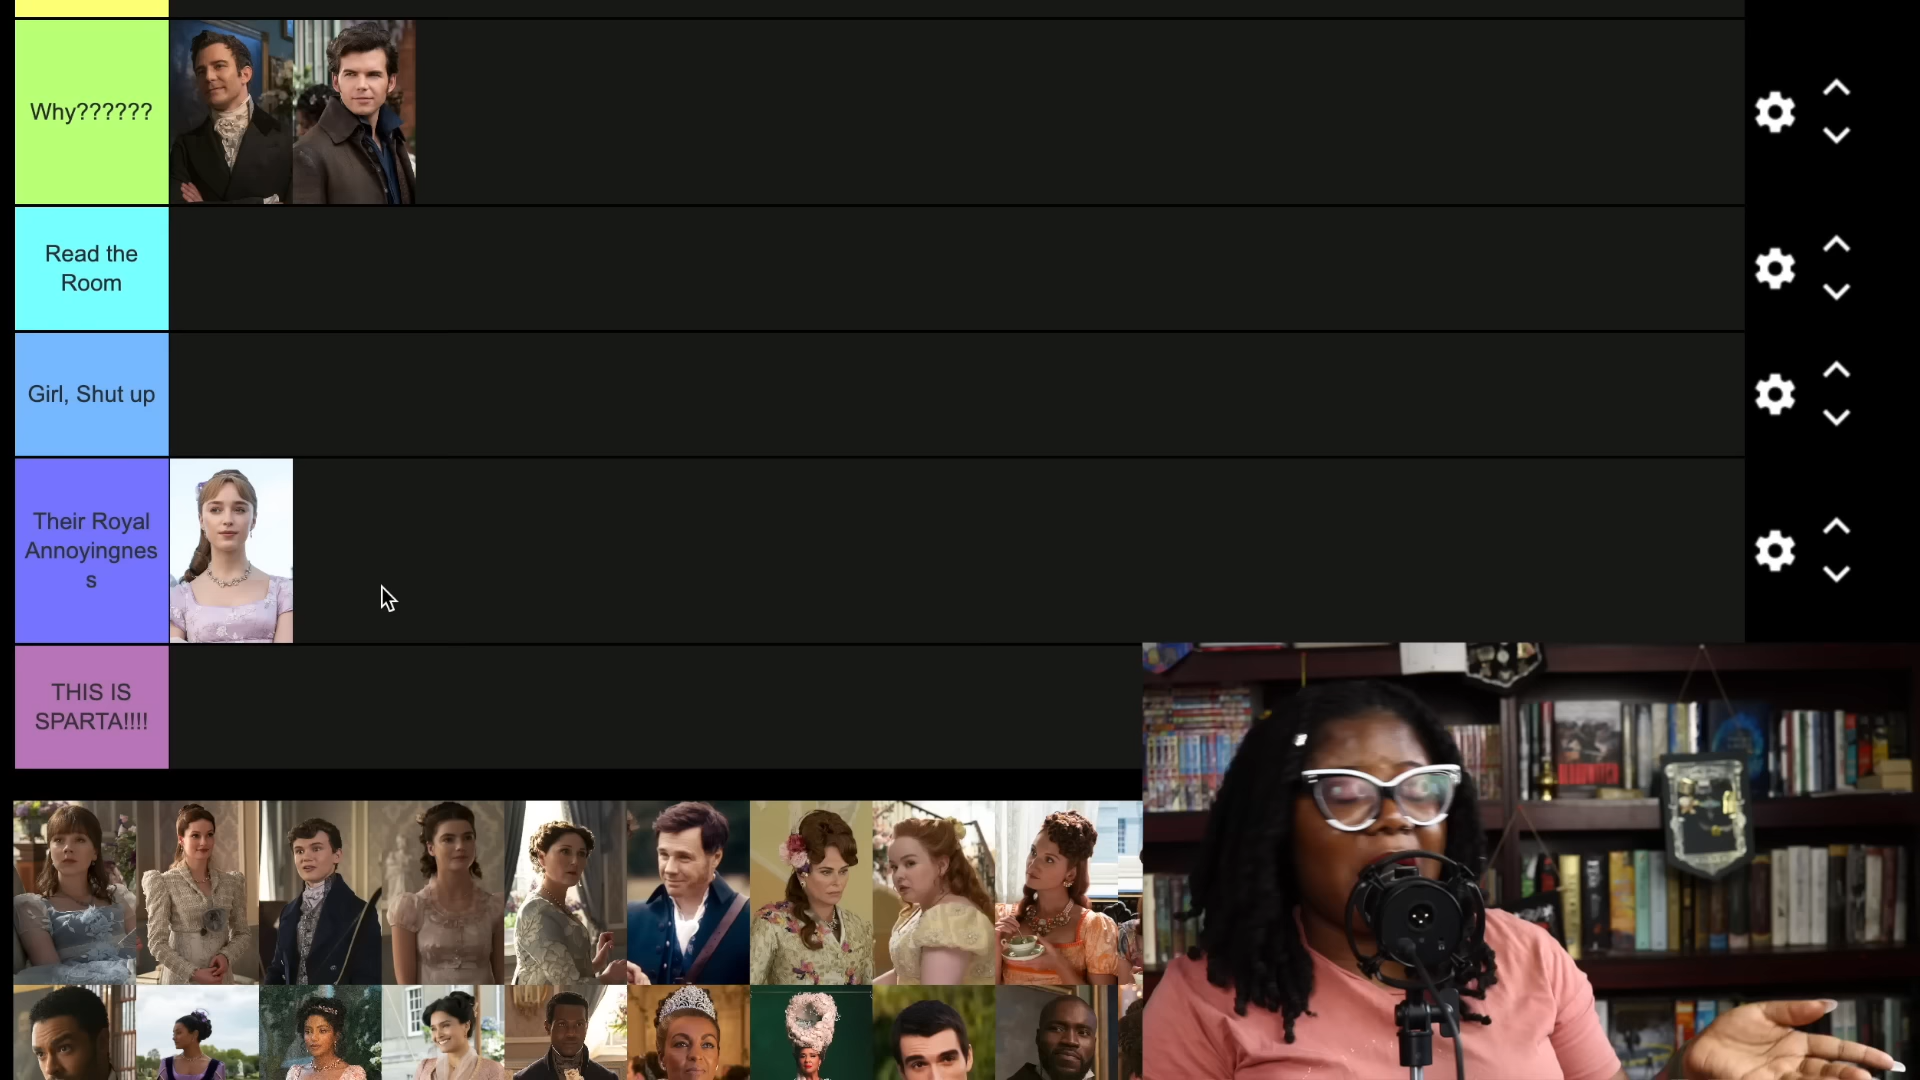 Why??????
Read the
Room
Girl, Shut up
Their Royal
Annoyingnes
s
THIS IS
SPARTA!!!!